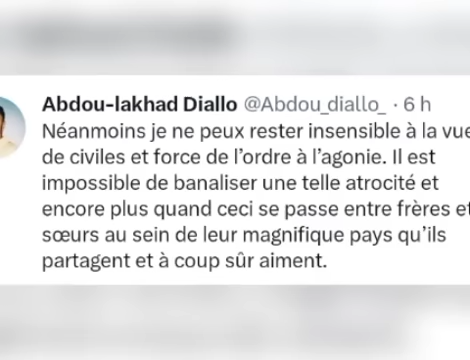 Abdou-lakhad Diallo @Abdou_diallo_ · 6 h
Néanmoins je ne peux rester insensible à la vue
de civiles et force de l'ordre à l'agonie. Il est
impossible de banaliser une telle atrocité et
encore plus quand ceci se passe entre frères et
sœurs au sein de leur magnifique pays qu'ils
partagent et à coup sûr aiment.